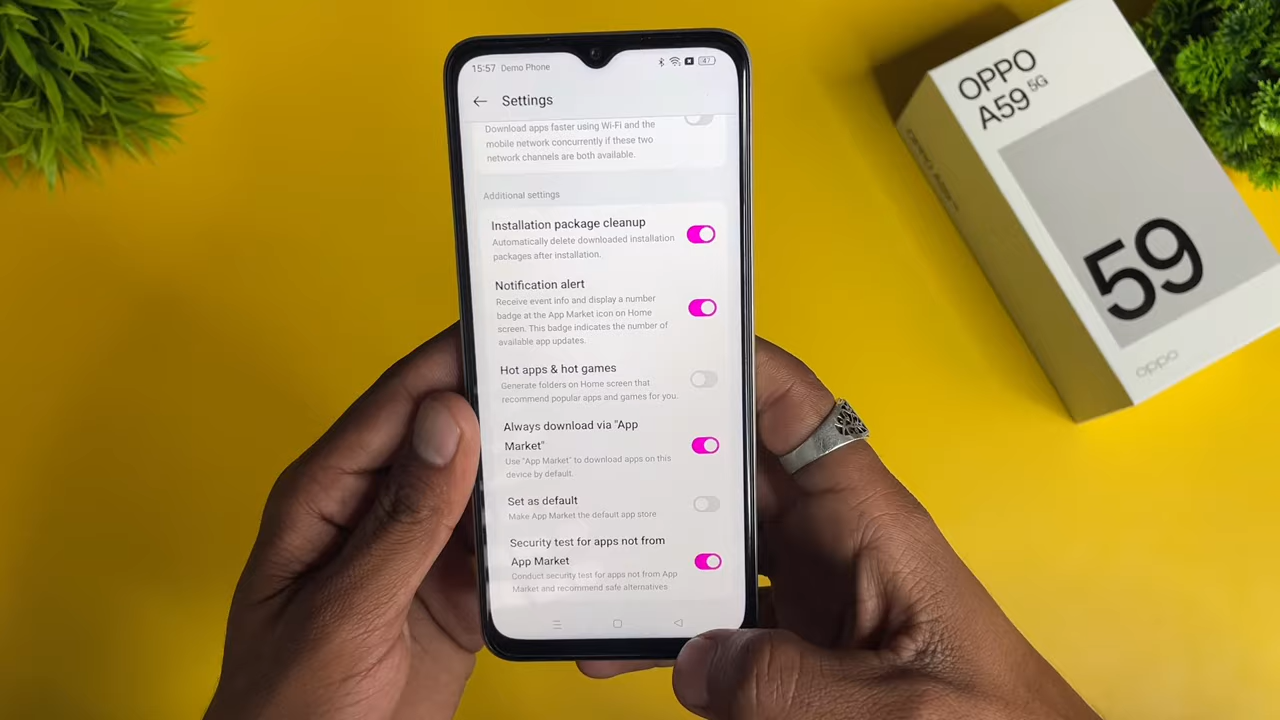 15:57 Demo Phone
47
Settings
Download apps faster using Wi-Fi and the
mobile network concurrently if these two
network channels are both available.
Additional settings
Installation package cleanup
Automatically delete downloaded installation
packages after installation.
Notification alert
Receive event info and display a number
badge at the App Market icon on Home
screen. This badge indicates the number of
available app updates.
Hot apps & hot games
Generate folders on Home screen that
recommend popular apps and games for you.
Always download via "App
Market"
Use "App Market" to download apps on this
device by default.
Set as default
Make App Market the default app store
Security test for apps not from
App Market
Conduct security test for apps not from App
Market and recommend safe alternatives
OPPO
A59 5G
59
oppo